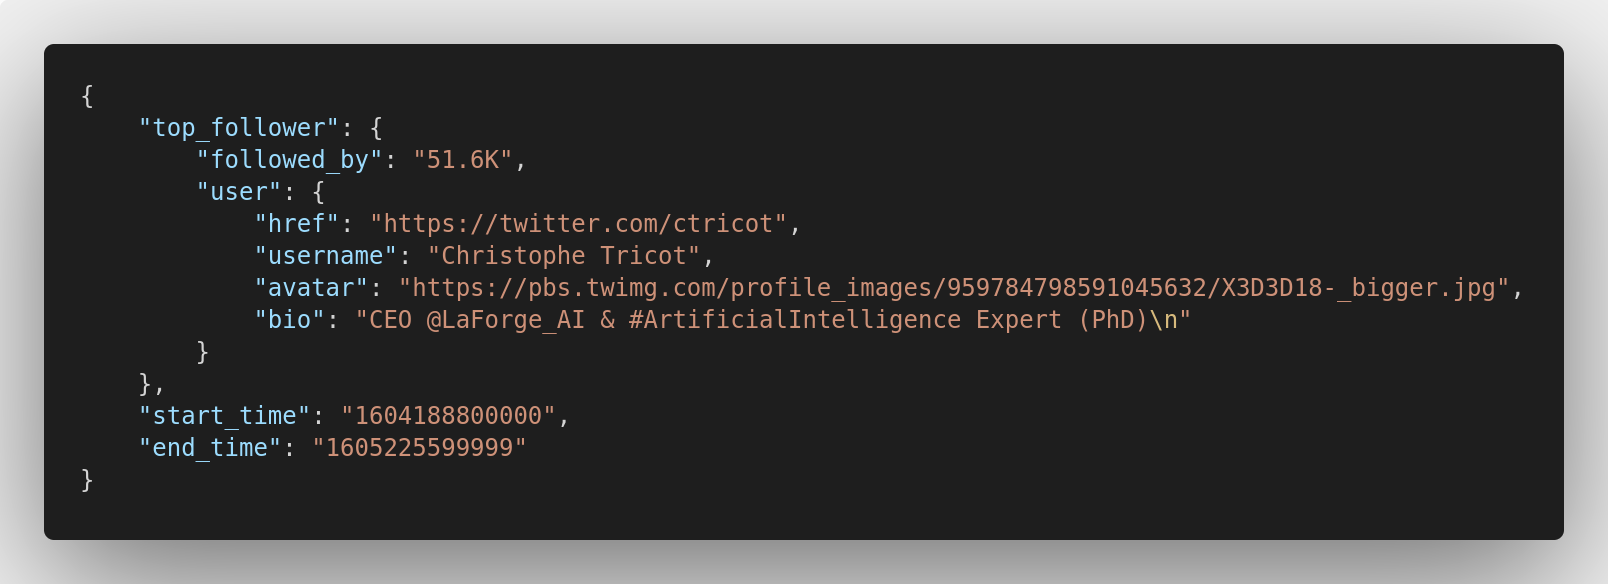 {
    "top_follower": {
        "followed_by": "51.6K",
        "user": {
            "href": "https://twitter.com/ctricot",
            "username": "Christophe Tricot",
            "avatar": "https://pbs.twimg.com/profile_images/959784798591045632/X3D3D18-_bigger.jpg",
            "bio": "CEO @LaForge_AI & #ArtificialIntelligence Expert (PhD)\n"
        }
    },
    "start_time": "1604188800000",
    "end_time": "1605225599999"
}